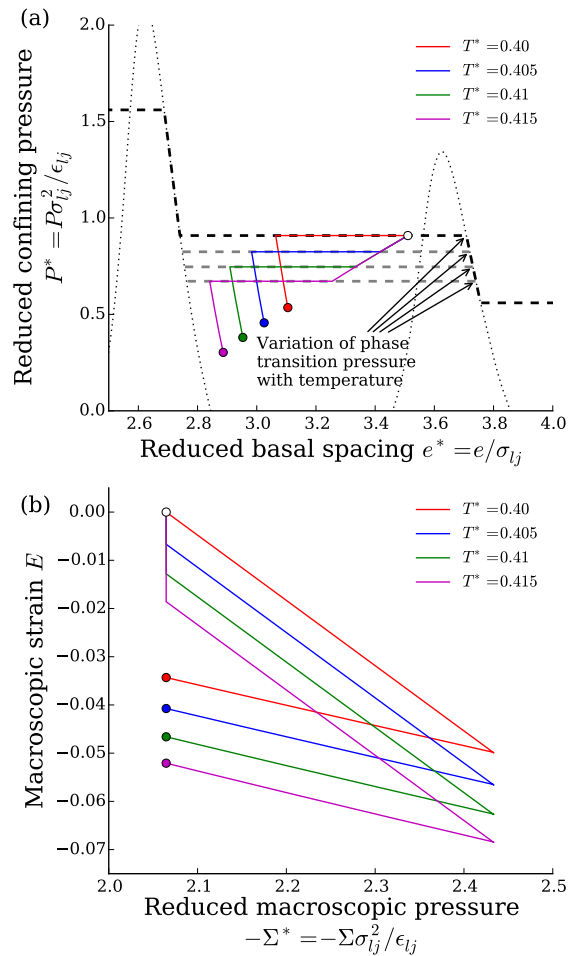 (a)
2.0
1.5
1.0
0.5
0.0
Reduced confining pressure
P* = Pσ²lj/ϵlj
T* = 0.40
T* = 0.405
T* = 0.41
T* = 0.415
Variation of phase
transition pressure
with temperature
2.6 2.8 3.0 3.2 3.4 3.6 3.8 4.0
Reduced basal spacing e* = e/σlj
(b)
0.00
−0.01
−0.02
−0.03
−0.04
−0.05
−0.06
−0.07
Macroscopic strain E
T* = 0.40
T* = 0.405
T* = 0.41
T* = 0.415
2.0 2.1 2.2 2.3 2.4 2.5
Reduced macroscopic pressure
−Σ* = −Σσ²lj/ϵlj